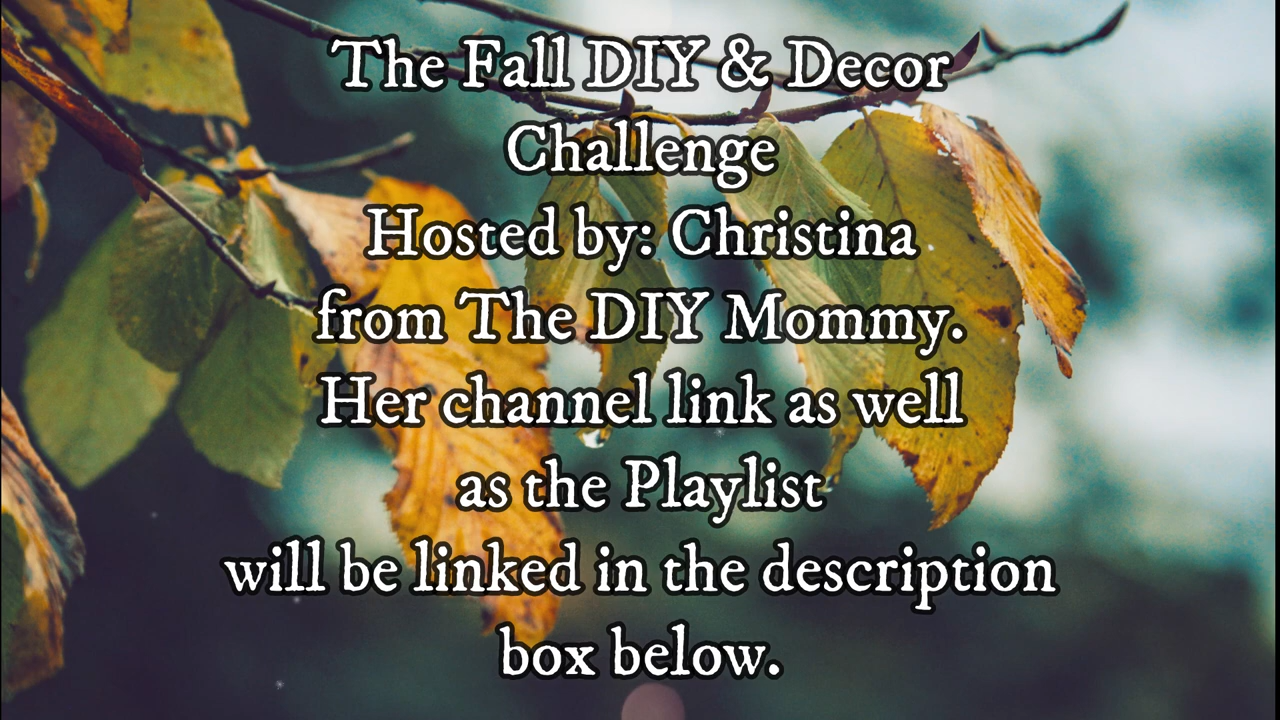 The Fall DIY & Decor
Challenge
Hosted by: Christina
from The DIY Mommy.
Her channel link as well
as the Playlist
will be linked in the description
box below.